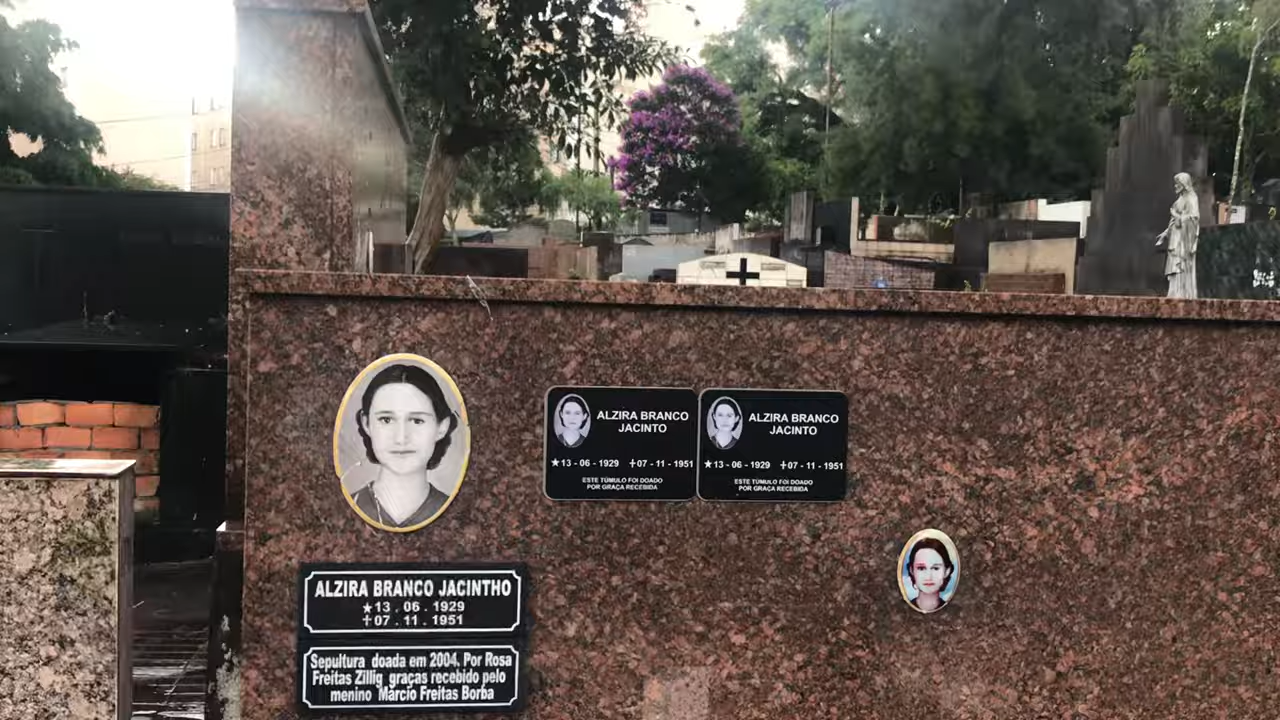 ALZIRA BRANCO
JACINTO
★13 - 06 - 1929 ✝07 - 11 - 1951
ESTE TÚMULO FOI DOADO
POR GRAÇA RECEBIDA
ALZIRA BRANCO
JACINTO
★13 - 06 - 1929 ✝07 - 11 - 1951
ESTE TÚMULO FOI DOADO
POR GRAÇA RECEBIDA
ALZIRA BRANCO JACINTHO
★13 . 06 . 1929
✝07 . 11 . 1951
Sepultura doada em 2004. Por Rosa
Freitas Zillig graças recebido pelo
menino Márcio Freitas Borba